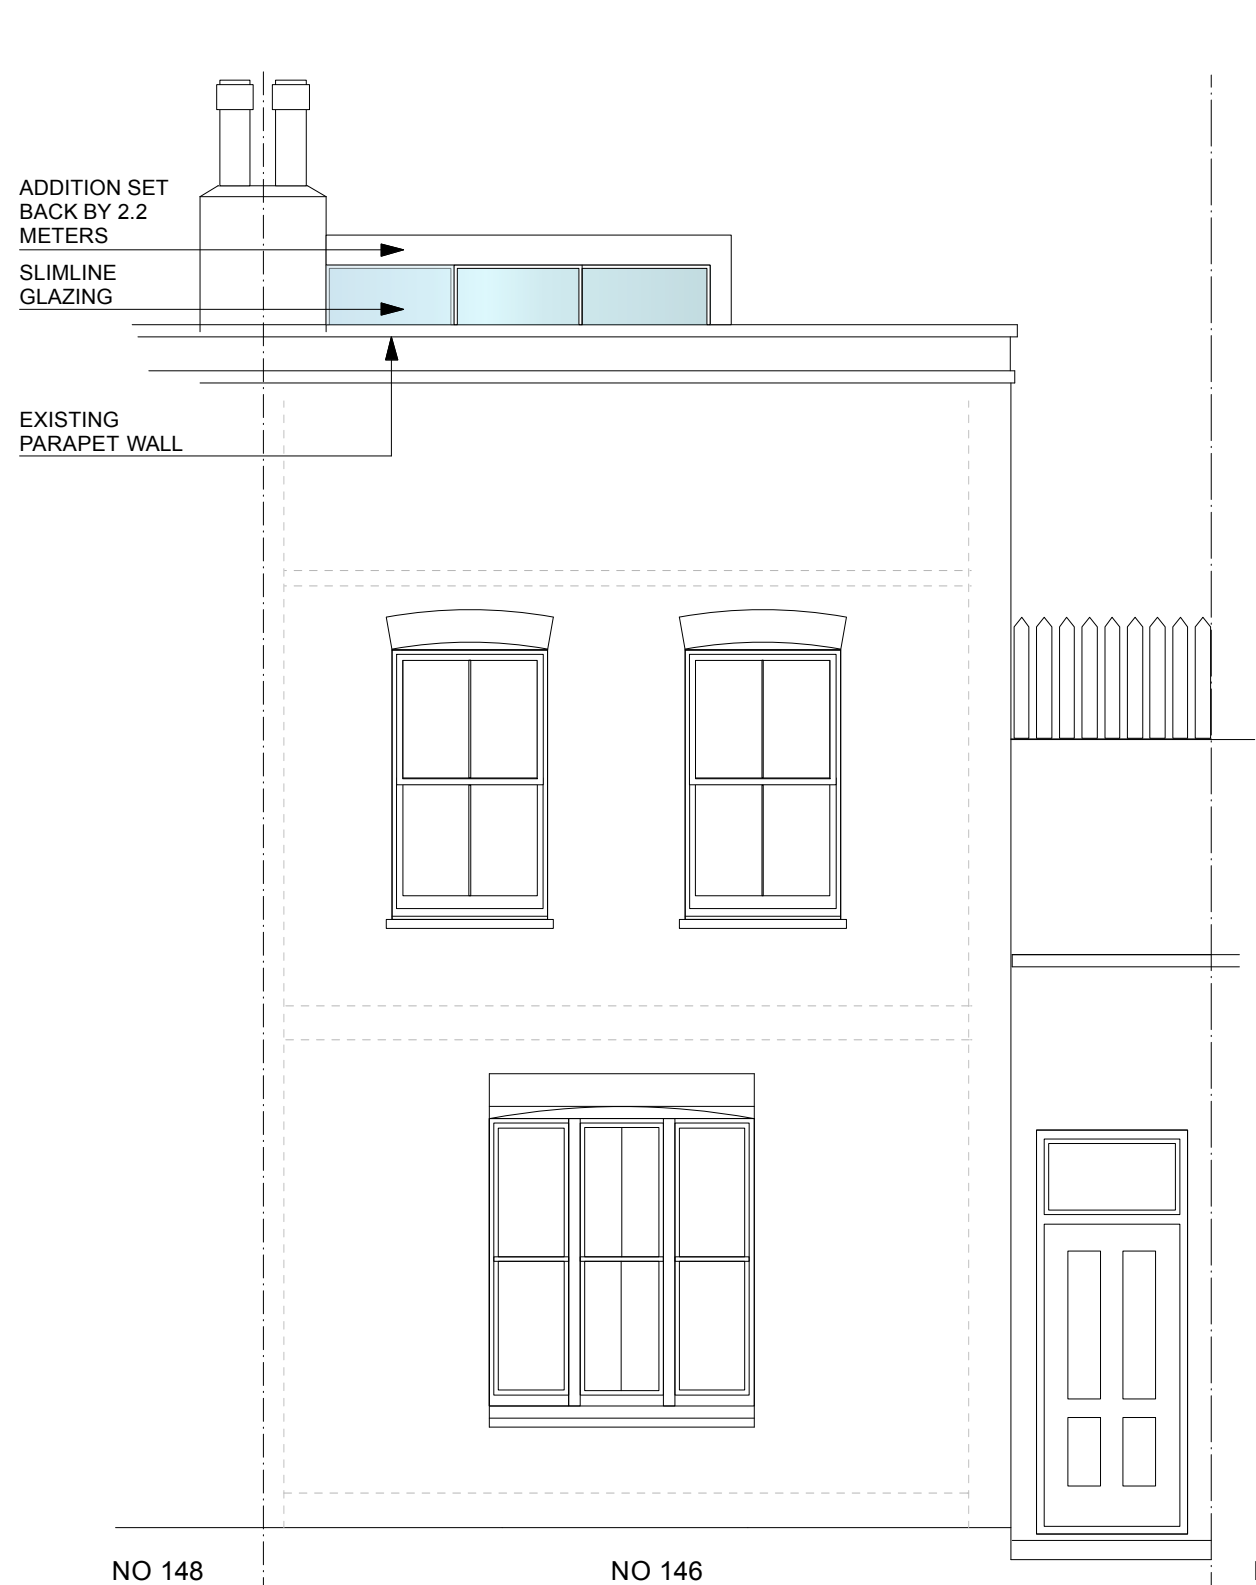 ADDITION SET
BACK BY 2.2
METERS
SLIMLINE
GLAZING
EXISTING
PARAPET WALL
NO 148
NO 146